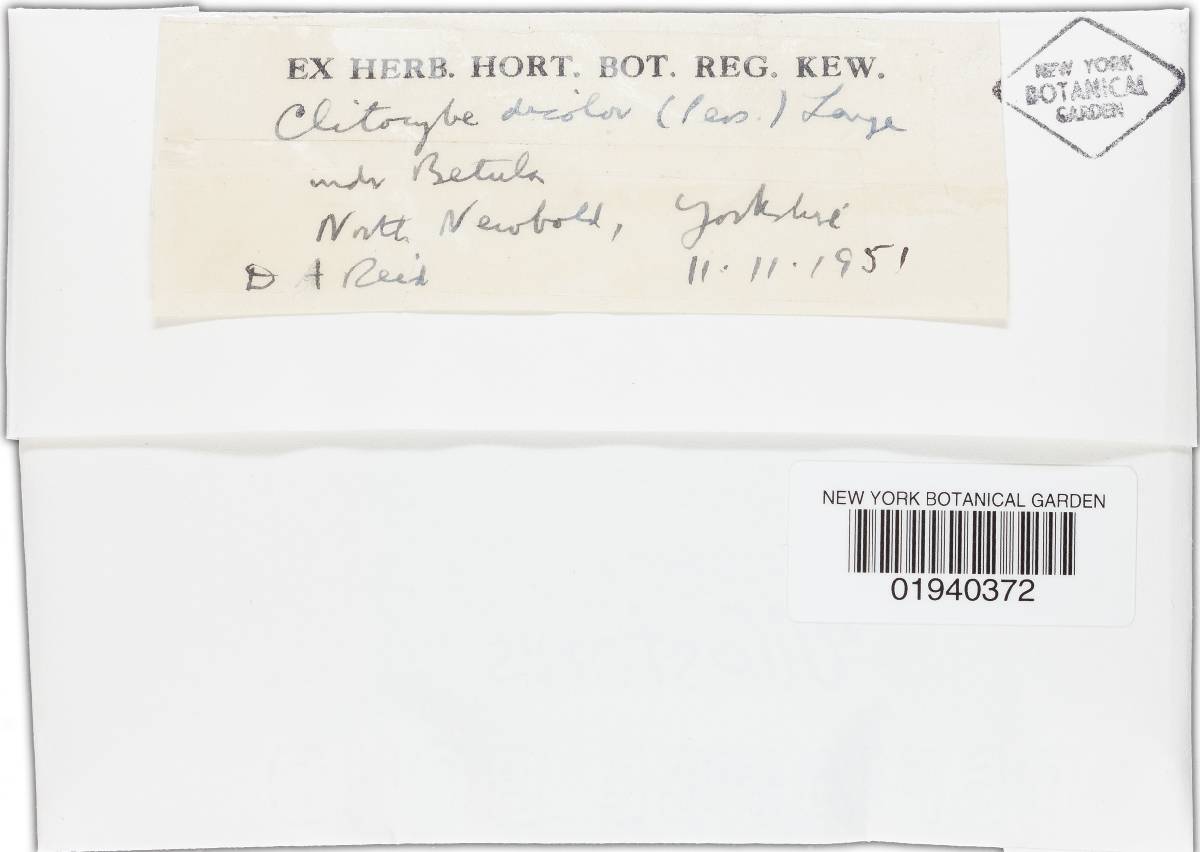 EX HERB. HORT. BOT. REG. KEW.
Clitocybe dicolor (Pers.) Lange
under Betula
North Newbold, Yorkshire
D A Reid 11.11.1951
NEW YORK
BOTANICAL
GARDEN
NEW YORK BOTANICAL GARDEN
01940372